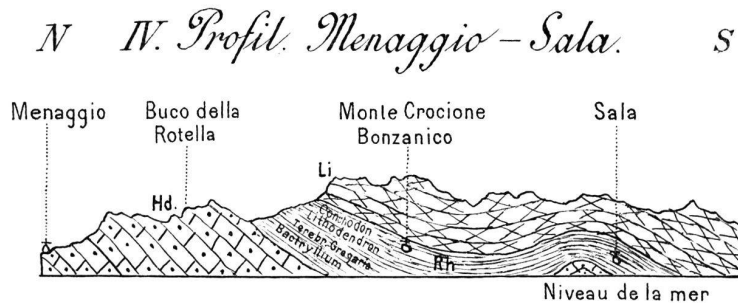 N IV. Profil. Menaggio – Sala. S
Menaggio
Buco della
Rotella
Monte Crocione
Bonzanico
Sala
Li
Hd.
Conchodon
Lithodendron
Terebr. Gregaria
Bactryllium
Rh
Niveau de la mer